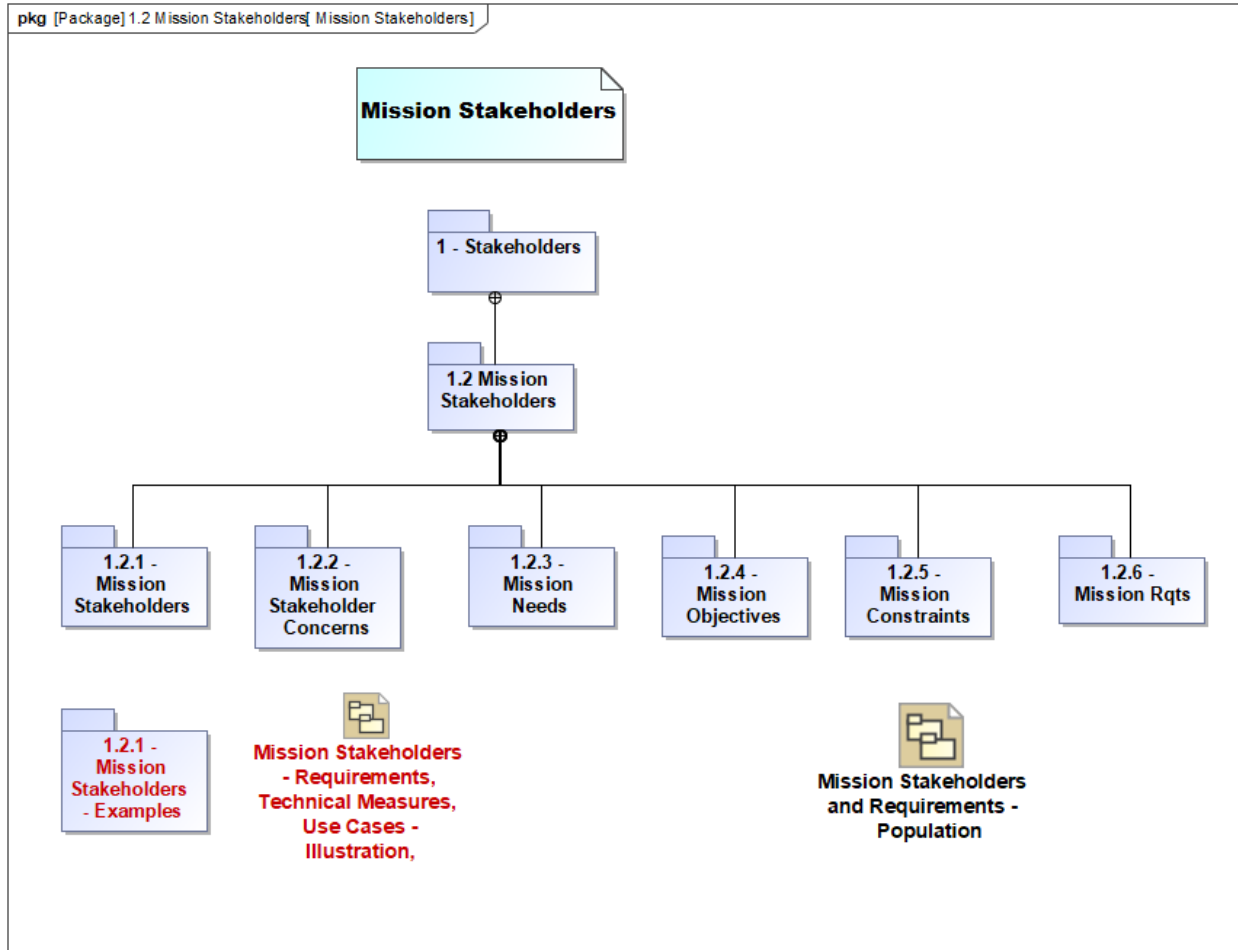 pkg [Package] 1.2 Mission Stakeholders[ Mission Stakeholders]
Mission Stakeholders
1 - Stakeholders
1.2 Mission
Stakeholders
1.2.1 -
Mission
Stakeholders
1.2.2 -
Mission
Stakeholder
Concerns
1.2.3 -
Mission
Needs
1.2.4 -
Mission
Objectives
1.2.5 -
Mission
Constraints
1.2.6 -
Mission Rqts
1.2.1 -
Mission
Stakeholders
- Examples
Mission Stakeholders
- Requirements,
Technical Measures,
Use Cases -
Illustration,
Mission Stakeholders
and Requirements -
Population